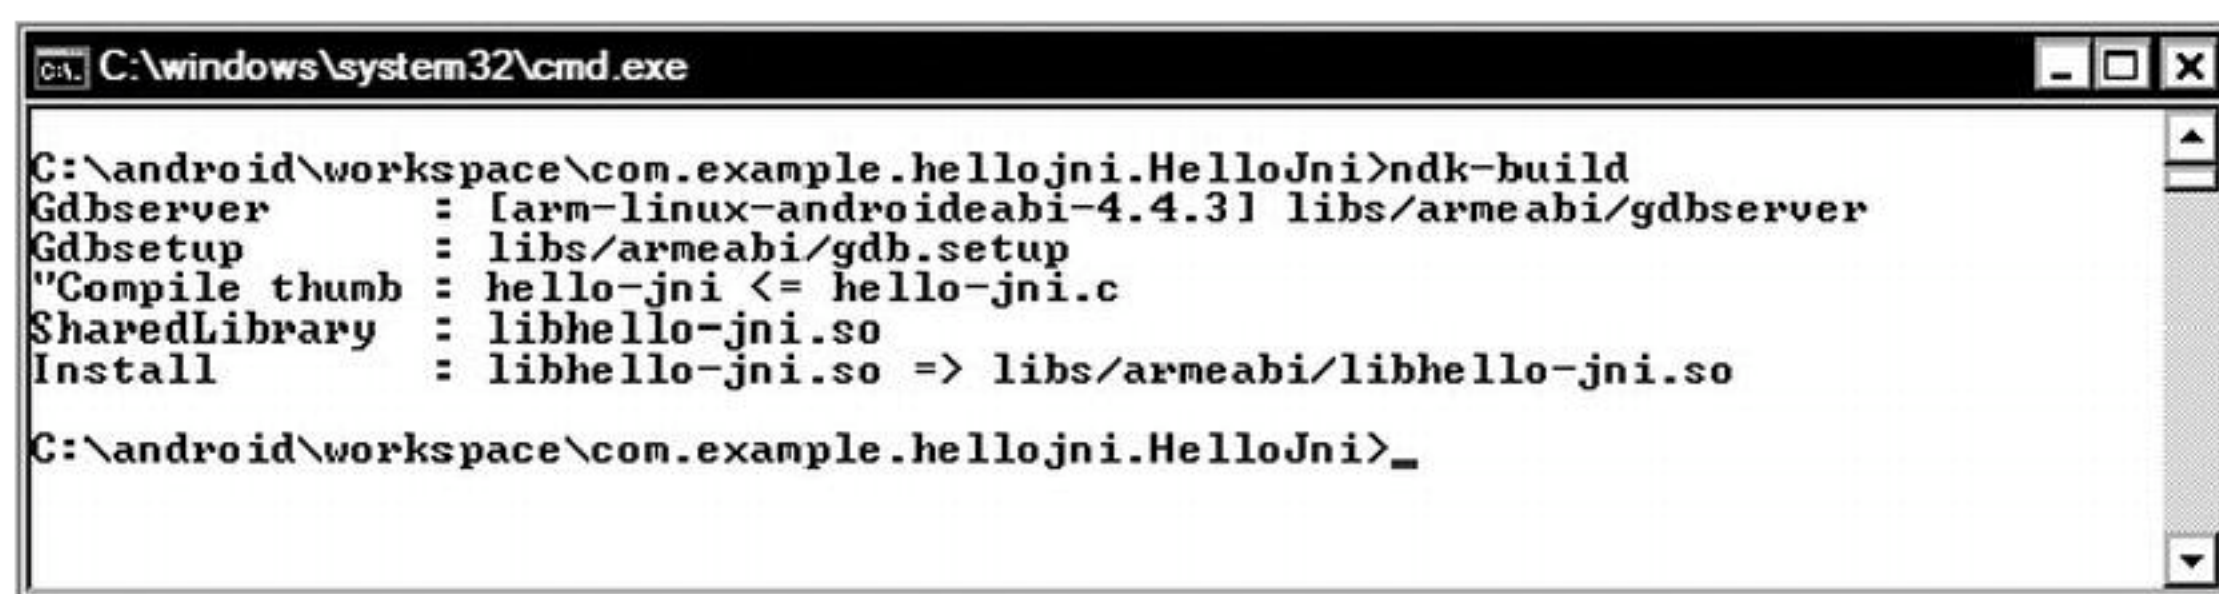 C:\windows\system32\cmd.exe
C:\android\workspace\com.example.hellojni.HelloJni>ndk-build
Gdbserver      : [arm-linux-androideabi-4.4.3] libs/armeabi/gdbserver
Gdbsetup       : libs/armeabi/gdb.setup
"Compile thumb : hello-jni <= hello-jni.c
SharedLibrary  : libhello-jni.so
Install        : libhello-jni.so => libs/armeabi/libhello-jni.so
C:\android\workspace\com.example.hellojni.HelloJni>_